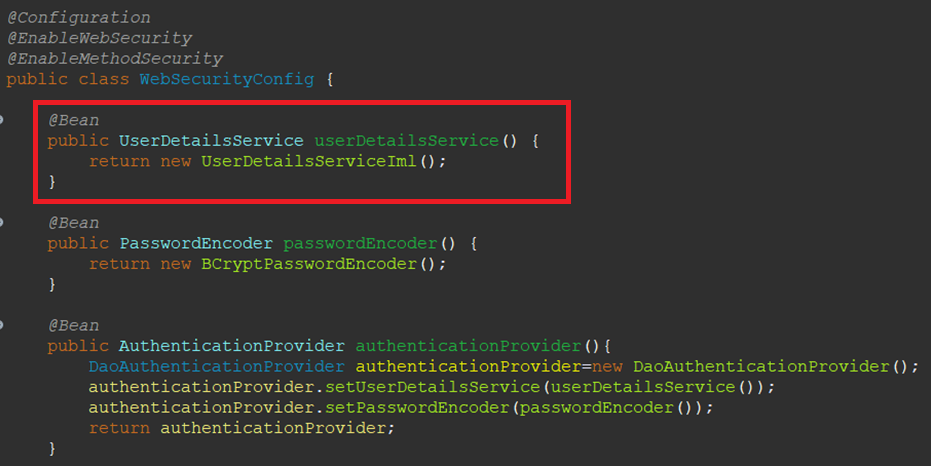 @Configuration
@EnableWebSecurity
@EnableMethodSecurity
public class WebSecurityConfig {
@Bean
public UserDetailsService userDetailsService() {
return new UserDetailsServiceIml();
}
@Bean
public PasswordEncoder passwordEncoder() {
return new BCryptPasswordEncoder();
}
@Bean
public AuthenticationProvider authenticationProvider(){
DaoAuthenticationProvider authenticationProvider=new DaoAuthenticationProvider();
authenticationProvider.setUserDetailsService(userDetailsService());
authenticationProvider.setPasswordEncoder(passwordEncoder());
return authenticationProvider;
}